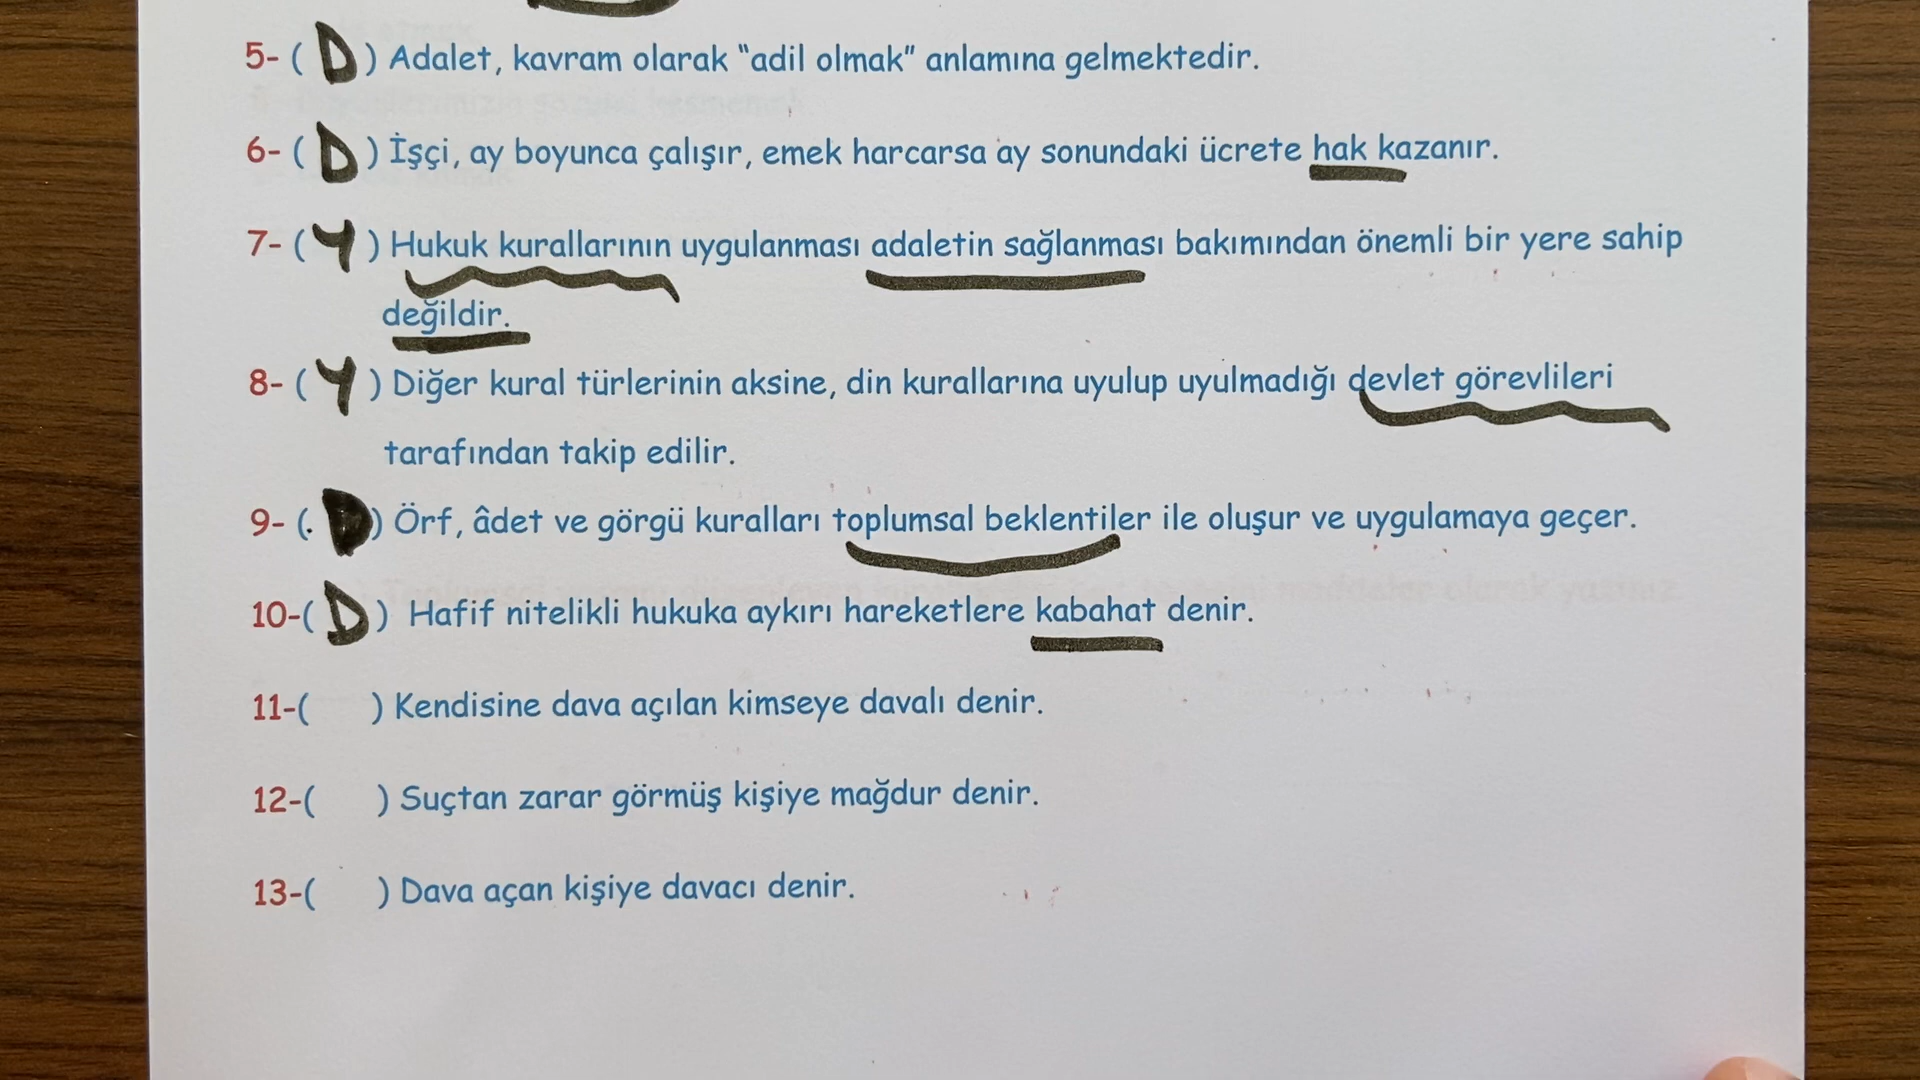 5- ( D ) Adalet, kavram olarak "adil olmak" anlamına gelmektedir.
6- ( D ) İşçi, ay boyunca çalışır, emek harcarsa ay sonundaki ücrete hak kazanır.
7- ( Y ) Hukuk kurallarının uygulanması adaletin sağlanması bakımından önemli bir yere sahip
değildir.
8- ( Y ) Diğer kural türlerinin aksine, din kurallarına uyulup uyulmadığı devlet görevlileri
tarafından takip edilir.
9- (. D ) Örf, âdet ve görgü kuralları toplumsal beklentiler ile oluşur ve uygulamaya geçer.
10-( D ) Hafif nitelikli hukuka aykırı hareketlere kabahat denir.
11-( ) Kendisine dava açılan kimseye davalı denir.
12-( ) Suçtan zarar görmüş kişiye mağdur denir.
13-( ) Dava açan kişiye davacı denir.